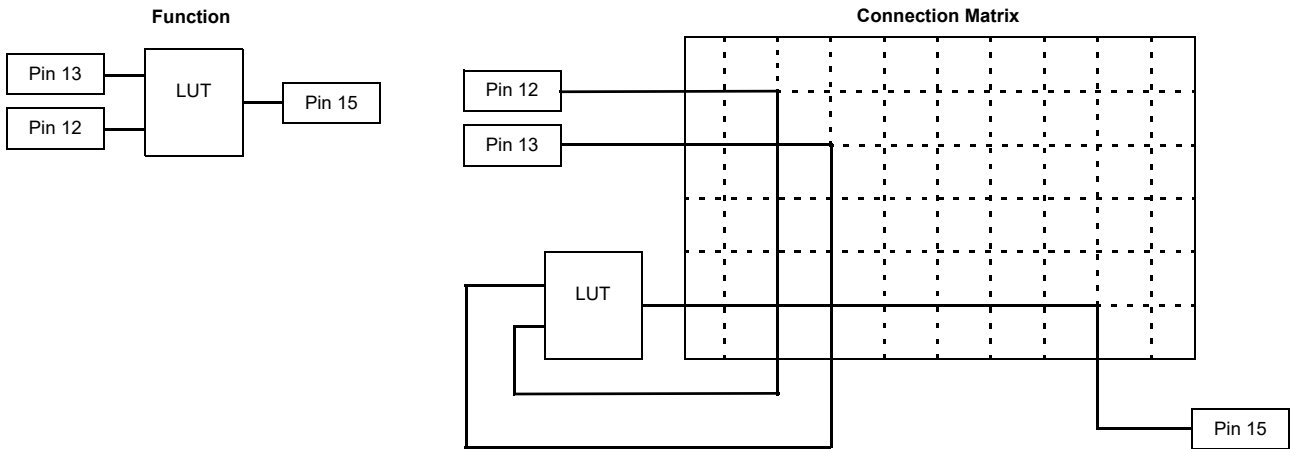 Function
Pin 13
Pin 12
LUT
Pin 15
Connection Matrix
Pin 12
Pin 13
LUT
Pin 15